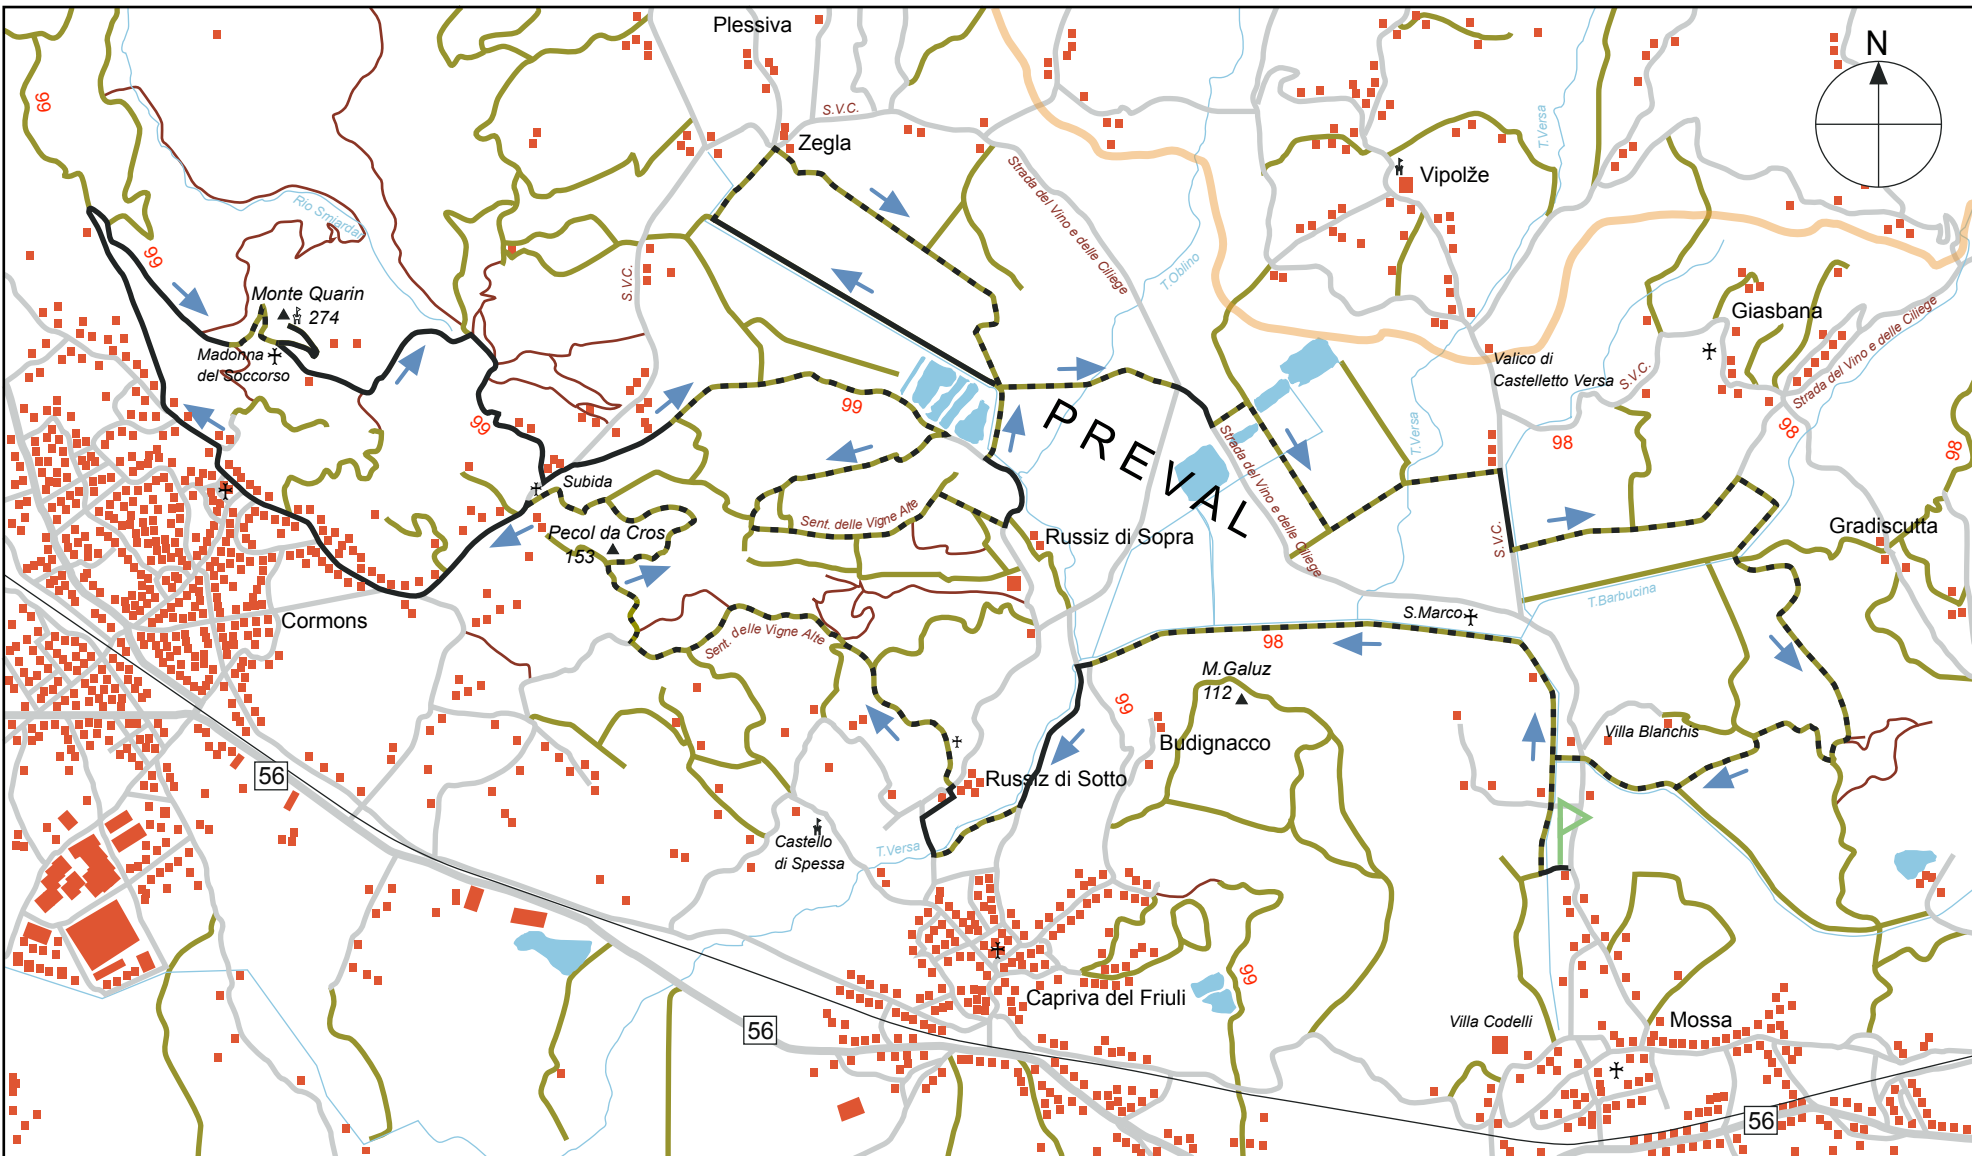 Plessiva
N
S.V.C.
99
Zegla
T.Versa
Strada del Vino e delle Ciliege
Vipolže
Rio Smiardar
99
S.V.C.
T.Oblino
Monte Quarin
274
Giasbana
Strada del Vino e delle Ciliege
Madonna
del Soccorso
Valico di
Castelletto Versa
S.V.C.
99
99
PREVAL
T.Versa
98
98
98
Strada del Vino e delle Ciliege
Subida
Sent. delle Vigne Alte
Pecol da Cros
153
Russiz di Sopra
S.V.C.
Gradiscutta
T.Barbucina
Cormons
Sent. delle Vigne Alte
S.Marco
98
M.Galuz
112
99
Villa Blanchis
Budignacco
56
Russiz di Sotto
Castello
di Spessa
T.Versa
99
Capriva del Friuli
56
Villa Codelli
Mossa
56